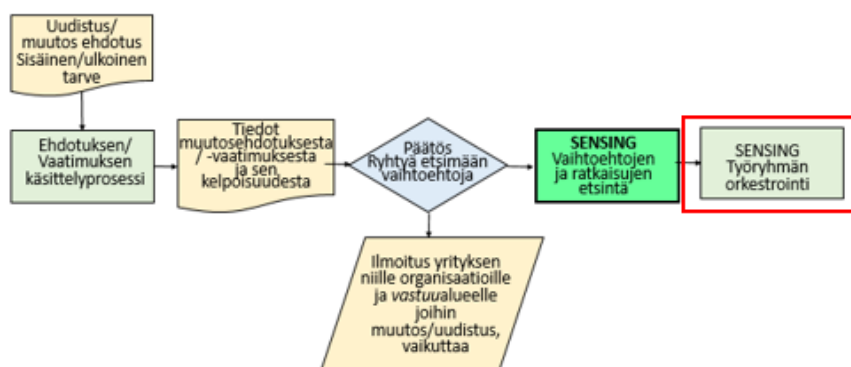 Uudistus/
muutos ehdotus
Sisäinen/ulkoinen
tarve
Ehdotuksen/
Vaatimuksen
käsittelyprosessi
Tiedot
muutosehdotuksesta
/ -vaatimuksesta
ja sen
kelpoisuudesta
Päätös
Ryhtyä etsimään
vaihtoehtoja
SENSING
Vaihtoehtojen
ja ratkaisujen
etsintä
SENSING
Työryhmän
orkestrointi
Ilmoitus yrityksen
niille organisaatioille
ja vastuualueelle
joihin
muutos/uudistus,
vaikuttaa